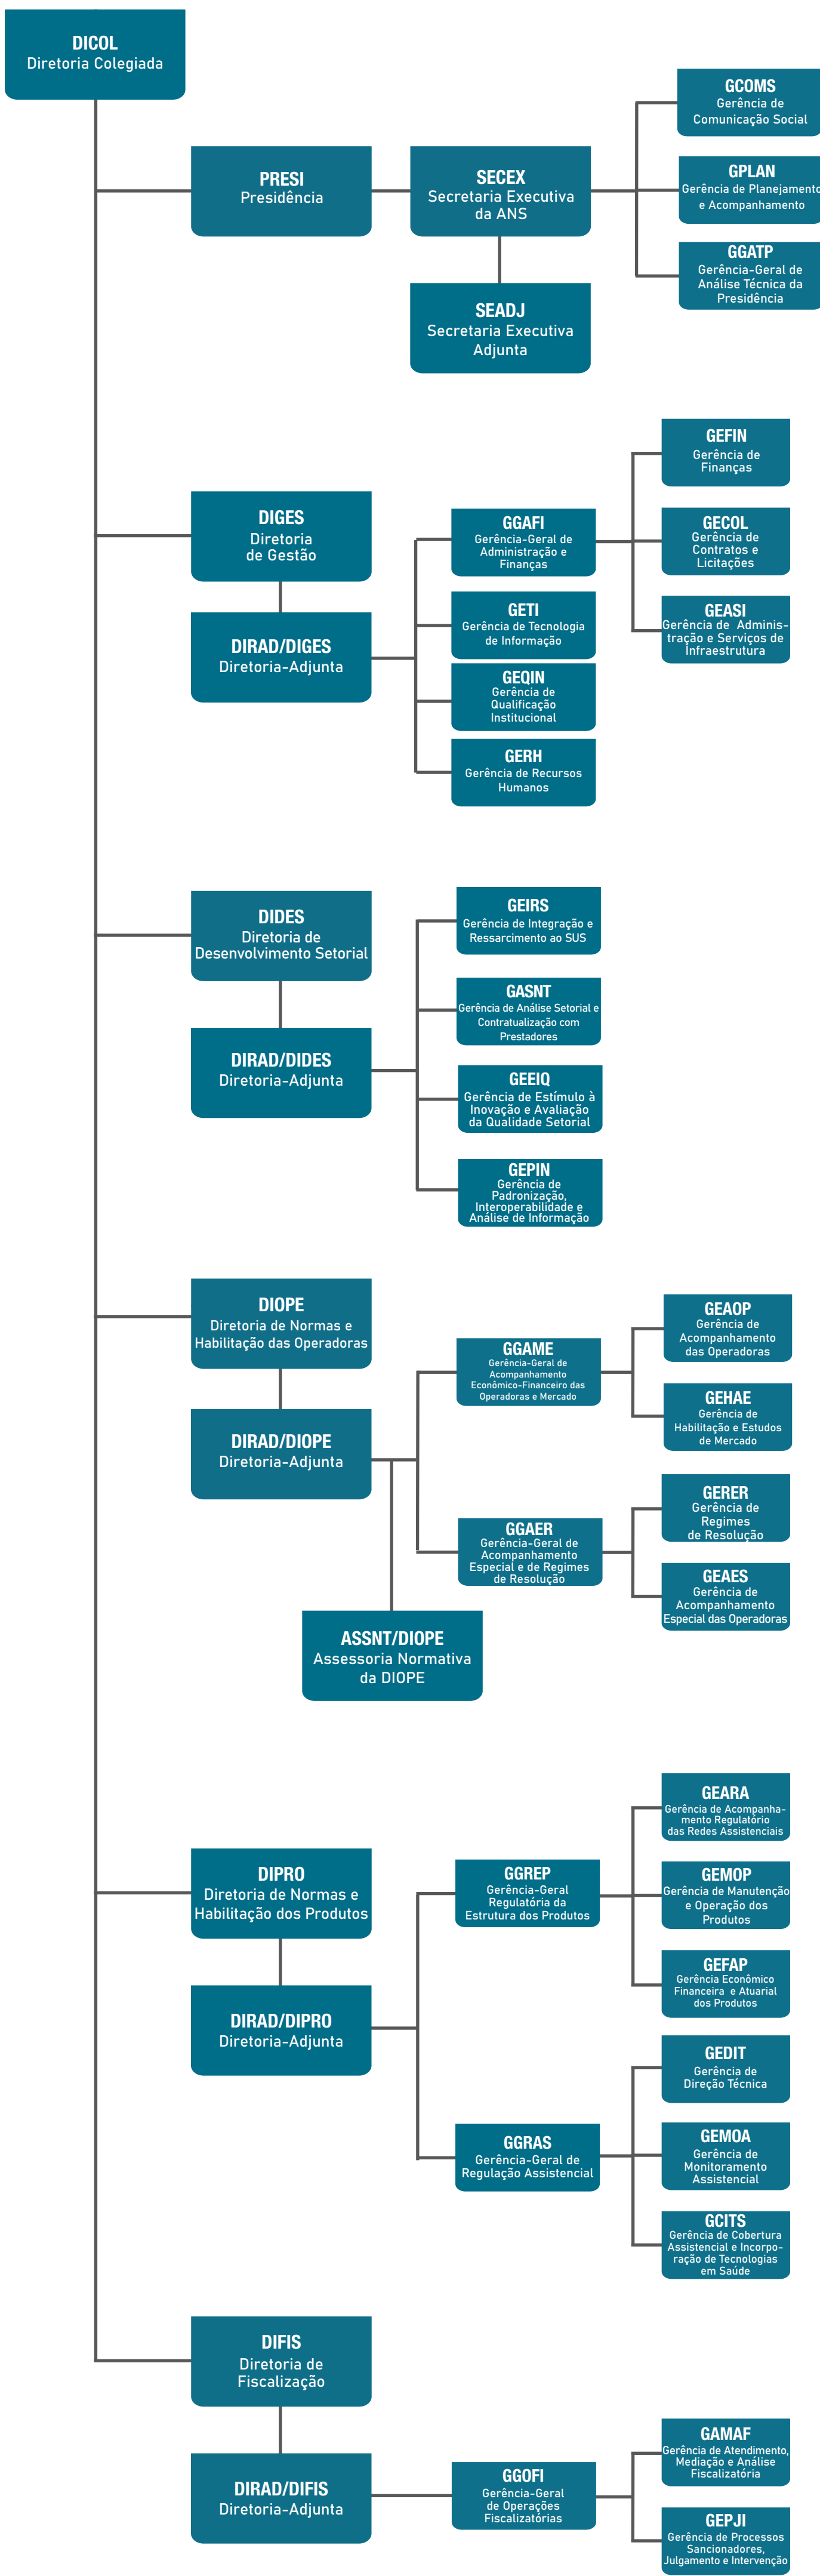 DICOL
Diretoria Colegiada
PRESI
Presidência
SECEX
Secretaria Executiva
da ANS
SEADJ
Secretaria Executiva
Adjunta
GCOMS
Gerência de
Comunicação Social
GPLAN
Gerência de Planejamento
e Acompanhamento
GGATP
Gerência-Geral de
Análise Técnica da
Presidência
DIGES
Diretoria
de Gestão
DIRAD/DIGES
Diretoria-Adjunta
GGAFI
Gerência-Geral de
Administração e
Finanças
GETI
Gerência de Tecnologia
de Informação
GEQIN
Gerência de
Qualificação
Institucional
GERH
Gerência de Recursos
Humanos
GEFIN
Gerência de
Finanças
GECOL
Gerência de
Contratos e
Licitações
GEASI
Gerência de Adminis-
tração e Serviços de
Infraestrutura
DIDES
Diretoria de
Desenvolvimento Setorial
DIRAD/DIDES
Diretoria-Adjunta
GEIRS
Gerência de Integração e
Ressarcimento ao SUS
GASNT
Gerência de Análise Setorial e
Contratualização com
Prestadores
GEEIQ
Gerência de Estímulo à
Inovação e Avaliação
da Qualidade Setorial
GEPIN
Gerência de
Padronização,
Interoperabilidade e
Análise de Informação
DIOPE
Diretoria de Normas e
Habilitação das Operadoras
DIRAD/DIOPE
Diretoria-Adjunta
ASSNT/DIOPE
Assessoria Normativa
da DIOPE
GGAME
Gerência-Geral de
Acompanhamento
Econômico-Financeiro das
Operadoras e Mercado
GEAOP
Gerência de
Acompanhamento
das Operadoras
GEHAE
Gerência de
Habilitação e Estudos
de Mercado
GGAER
Gerência-Geral de
Acompanhamento
Especial e de Regimes
de Resolução
GERER
Gerência de
Regimes
de Resolução
GEAES
Gerência de
Acompanhamento
Especial das Operadoras
DIPRO
Diretoria de Normas e
Habilitação dos Produtos
DIRAD/DIPRO
Diretoria-Adjunta
GGREP
Gerência-Geral
Regulatória da
Estrutura dos Produtos
GEARA
Gerência de Acompanha-
mento Regulatório
das Redes Assistenciais
GEMOP
Gerência de Manutenção
e Operação dos
Produtos
GEFAP
Gerência Econômico
Financeira e Atuarial
dos Produtos
GGRAS
Gerência-Geral de
Regulação Assistencial
GEDIT
Gerência de
Direção Técnica
GEMOA
Gerência de
Monitoramento
Assistencial
GCITS
Gerência de Cobertura
Assistencial e Incorpo-
ração de Tecnologias
em Saúde
DIFIS
Diretoria de
Fiscalização
DIRAD/DIFIS
Diretoria-Adjunta
GGOFI
Gerência-Geral
de Operações
Fiscalizatórias
GAMAF
Gerência de Atendimento,
Mediação e Análise
Fiscalizatória
GEPJI
Gerência de Processos
Sancionadores,
Julgamento e Intervenção